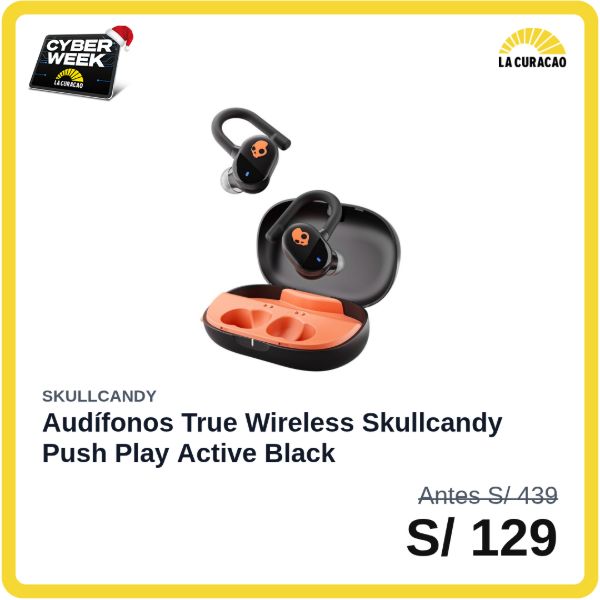 CYBER
WEEK
LA CURACAO
LA CURACAO
SKULLCANDY
Audífonos True Wireless Skullcandy
Push Play Active Black
Antes S/ 439
S/ 129